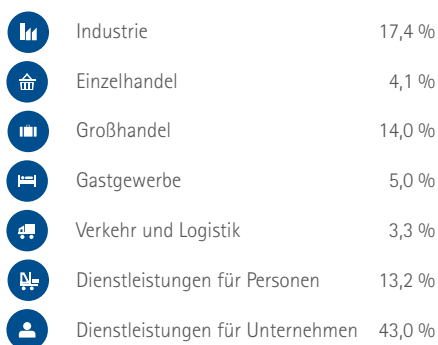 Industrie 17,4 %
Einzelhandel 4,1 %
Großhandel 14,0 %
Gastgewerbe 5,0 %
Verkehr und Logistik 3,3 %
Dienstleistungen für Personen 13,2 %
Dienstleistungen für Unternehmen 43,0 %